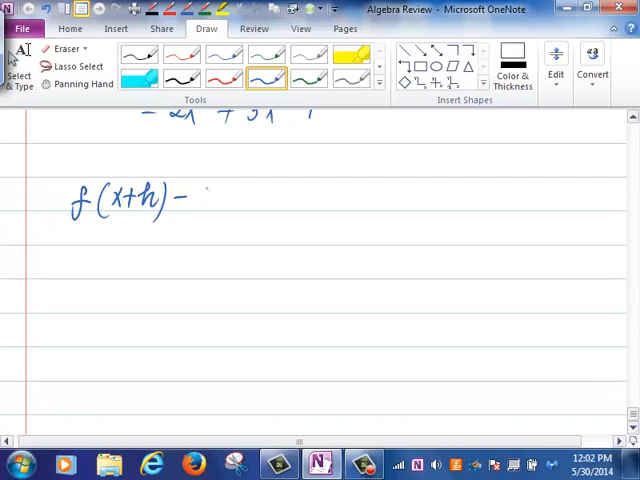 Algebra Review - Microsoft OneNote
File Home Insert Share Draw Review View Pages
Select & Type
Eraser
Lasso Select
Panning Hand
Color & Thickness
Edit
Convert
Tools
Insert Shapes
f(x+h) -
12:02 PM
5/30/2014